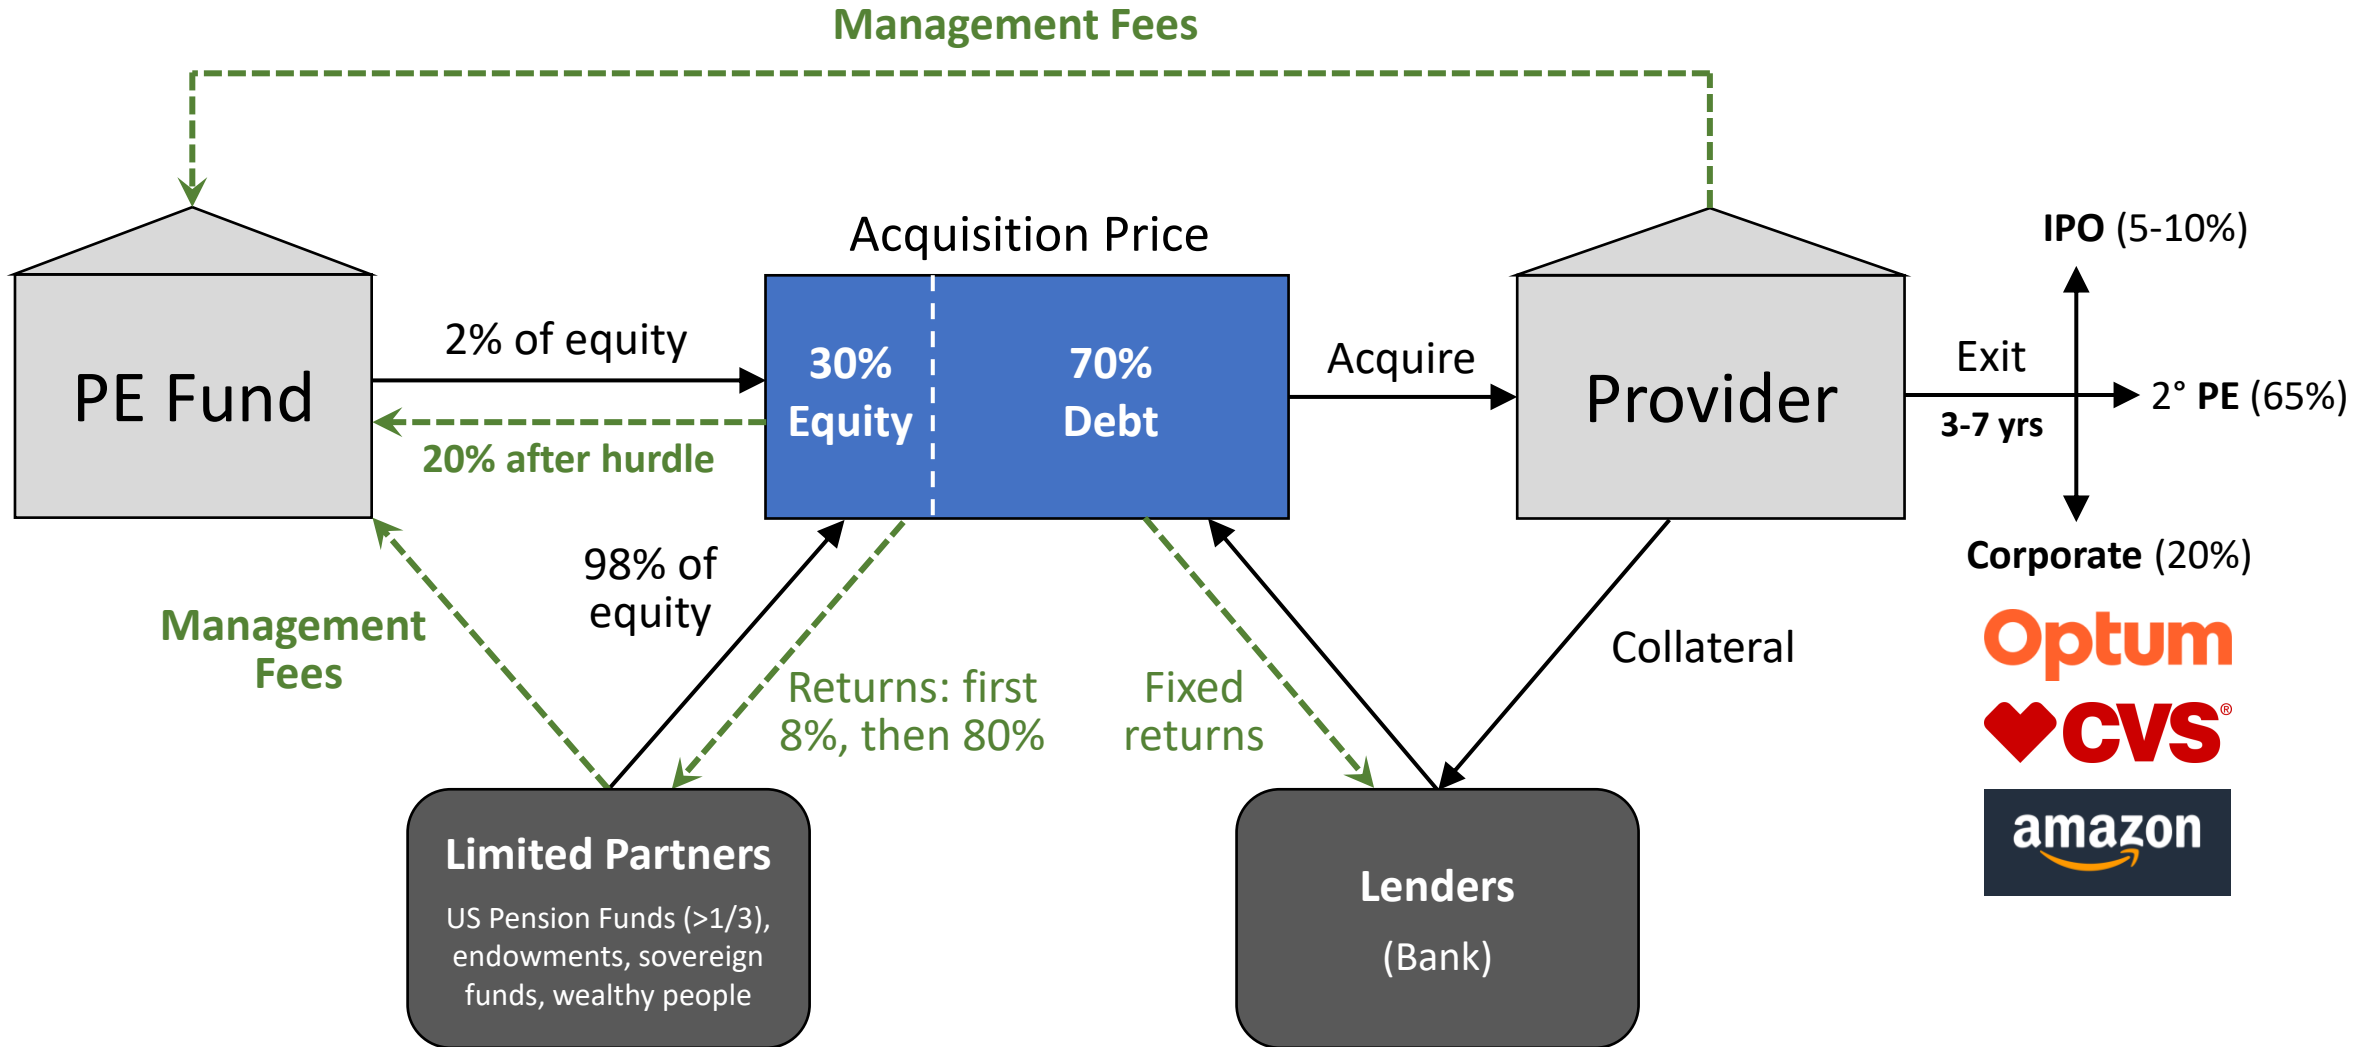 Management Fees
Acquisition Price
IPO (5-10%)
PE Fund
2% of equity
20% after hurdle
30%
Equity
70%
Debt
Acquire
Provider
Exit
3-7 yrs
2° PE (65%)
Corporate (20%)
98% of
equity
Management
Fees
Returns: first
8%, then 80%
Fixed
returns
Collateral
Optum
CVS®
amazon
Limited Partners
US Pension Funds (>1/3),
endowments, sovereign
funds, wealthy people
Lenders
(Bank)